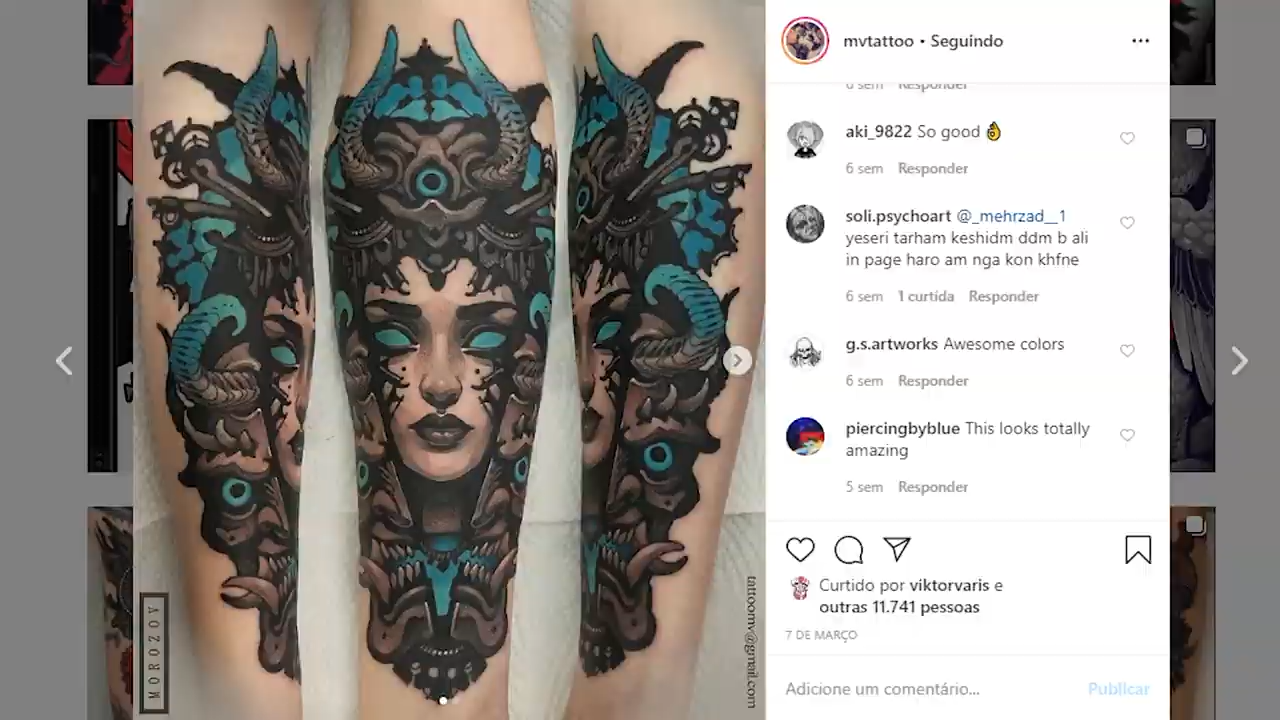 mvtattoo • Seguindo
Responder
aki_9822 So good 👌
6 sem Responder
soli.psychoart @_mehrzad__1
yeseri tarham keshidm ddm b ali
in page haro am nga kon khfne
6 sem 1 curtida Responder
g.s.artworks Awesome colors
6 sem Responder
piercingbyblue This looks totally
amazing
5 sem Responder
Curtido por viktorvaris e
outras 11.741 pessoas
7 DE MARÇO
Adicione um comentário... Publicar
MOROZOV
tattoomv@gmail.com